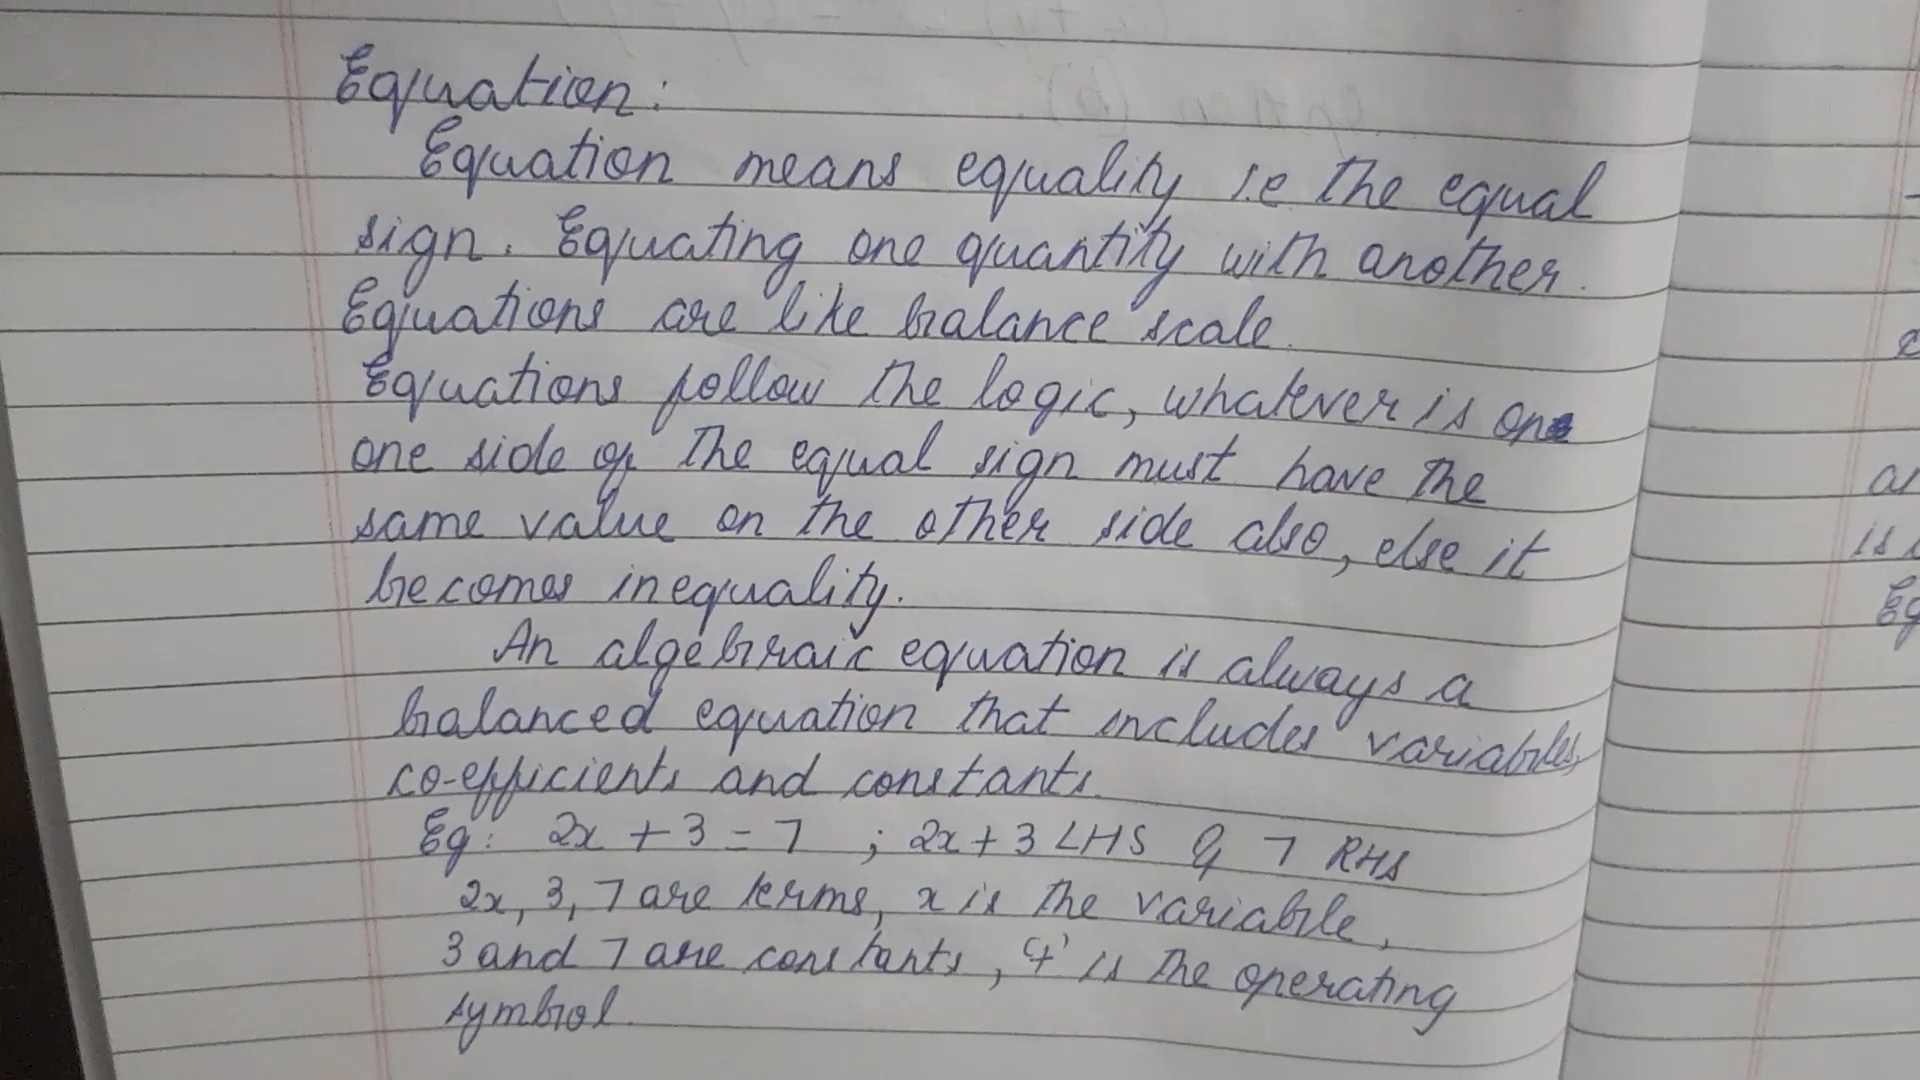 Equation:
Equation means equality i.e the equal
sign. Equating one quantity with another.
Equations are like balance scale.
Equations follow the logic, whatever is on
one side of the equal sign must have the
same value on the other side also, else it
becomes inequality.
An algebraic equation is always a
balanced equation that includes variables,
co-efficients and constants.
Eg: 2x + 3 = 7 ; 2x + 3 LHS & 7 RHS
2x, 3, 7 are terms, x is the variable,
3 and 7 are constants, '+' is the operating
symbol.